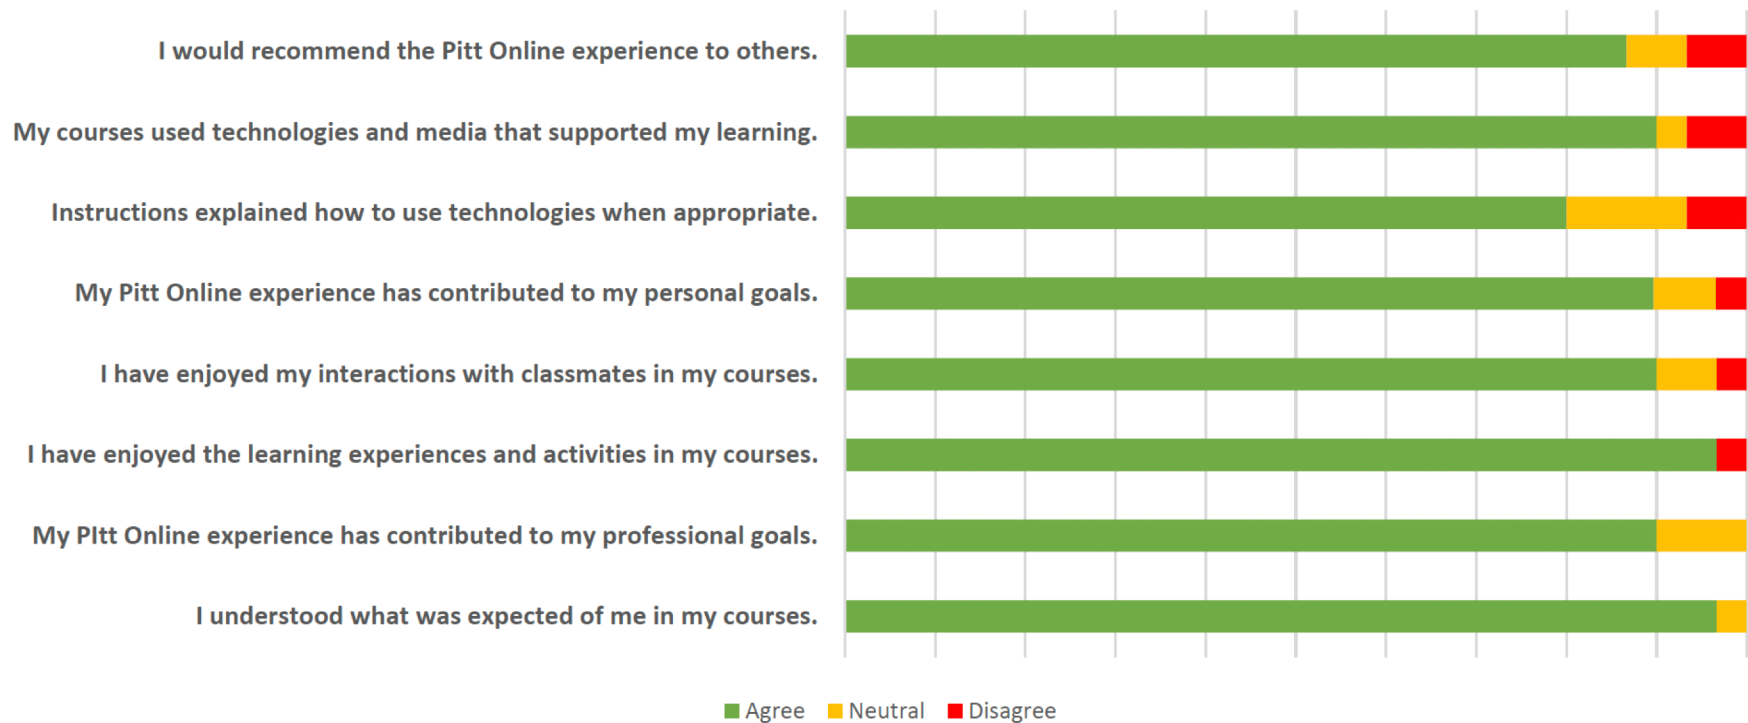 I would recommend the Pitt Online experience to others.
My courses used technologies and media that supported my learning.
Instructions explained how to use technologies when appropriate.
My Pitt Online experience has contributed to my personal goals.
I have enjoyed my interactions with classmates in my courses.
I have enjoyed the learning experiences and activities in my courses.
My PItt Online experience has contributed to my professional goals.
I understood what was expected of me in my courses.
Agree Neutral Disagree